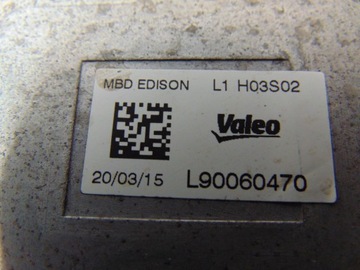 MBD EDISON L1 H03S02
Valeo
20/03/15 L90060470